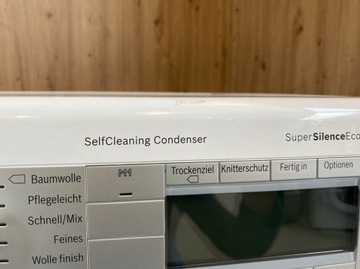 SelfCleaning Condenser
SuperSilenceEco
Trockenziel Knitterschutz Fertig in Optionen
Baumwolle
Pflegeleicht
Schnell/Mix
Feines
Wolle finish